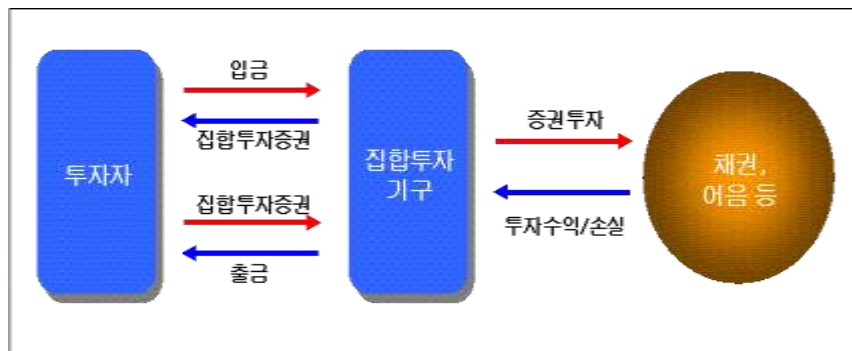 입금
집합투자증권
투자자
집합투자증권
출금
집합투자
기구
증권투자
투자수익/손실
채권,
어음 등